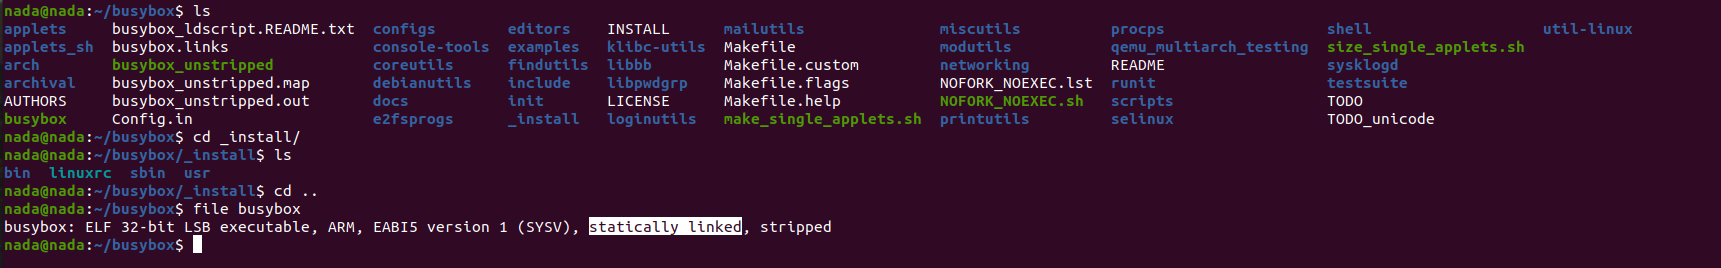 nada@nada:~/busybox$ ls
applets busybox_ldscript.README.txt configs editors INSTALL mailutils miscutils procps shell util-linux
applets_sh busybox.links console-tools examples klibc-utils Makefile modutils qemu_multiarch_testing size_single_applets.sh
arch busybox_unstripped coreutils findutils libbb Makefile.custom networking README sysklogd
archival busybox_unstripped.map debianutils include libpwdgrp Makefile.flags NOFORK_NOEXEC.lst runit testsuite
AUTHORS busybox_unstripped.out docs init LICENSE Makefile.help NOFORK_NOEXEC.sh scripts TODO
busybox Config.in e2fsprogs _install loginutils make_single_applets.sh printutils selinux TODO_unicode
nada@nada:~/busybox$ cd _install/
nada@nada:~/busybox/_install$ ls
bin linuxrc sbin usr
nada@nada:~/busybox/_install$ cd ..
nada@nada:~/busybox$ file busybox
busybox: ELF 32-bit LSB executable, ARM, EABI5 version 1 (SYSV), statically linked, stripped
nada@nada:~/busybox$